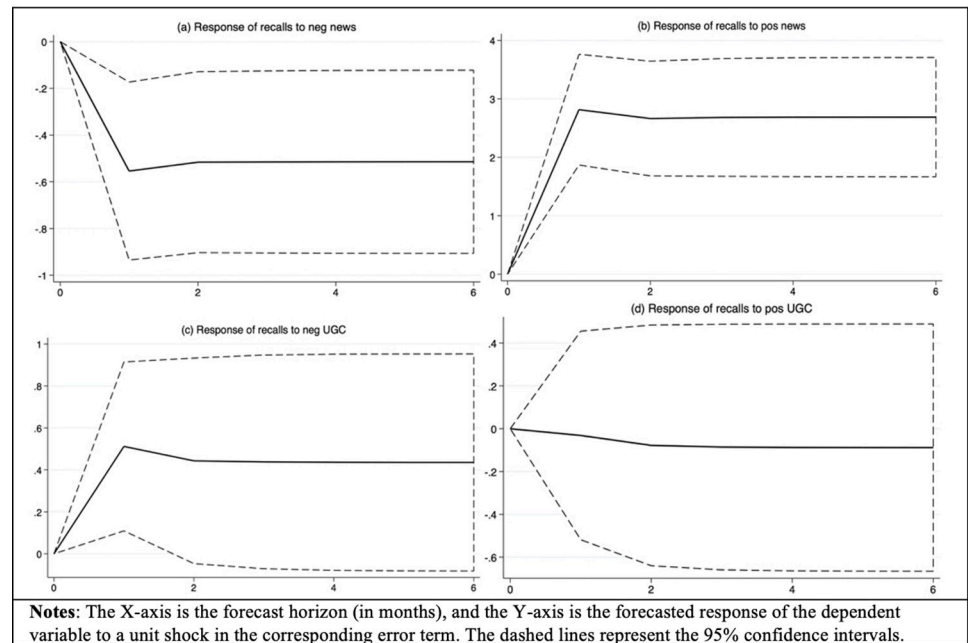 (a) Response of recalls to neg news
0
-.2
-.4
-.6
-.8
-1
0 2 4 6
(b) Response of recalls to pos news
4
3
2
1
0
0 2 4 6
(c) Response of recalls to neg UGC
1
.8
.6
.4
.2
0
0 2 4 6
(d) Response of recalls to pos UGC
.4
.2
0
-.2
-.4
-.6
0 2 4 6
Notes: The X-axis is the forecast horizon (in months), and the Y-axis is the forecasted response of the dependent
variable to a unit shock in the corresponding error term. The dashed lines represent the 95% confidence intervals.